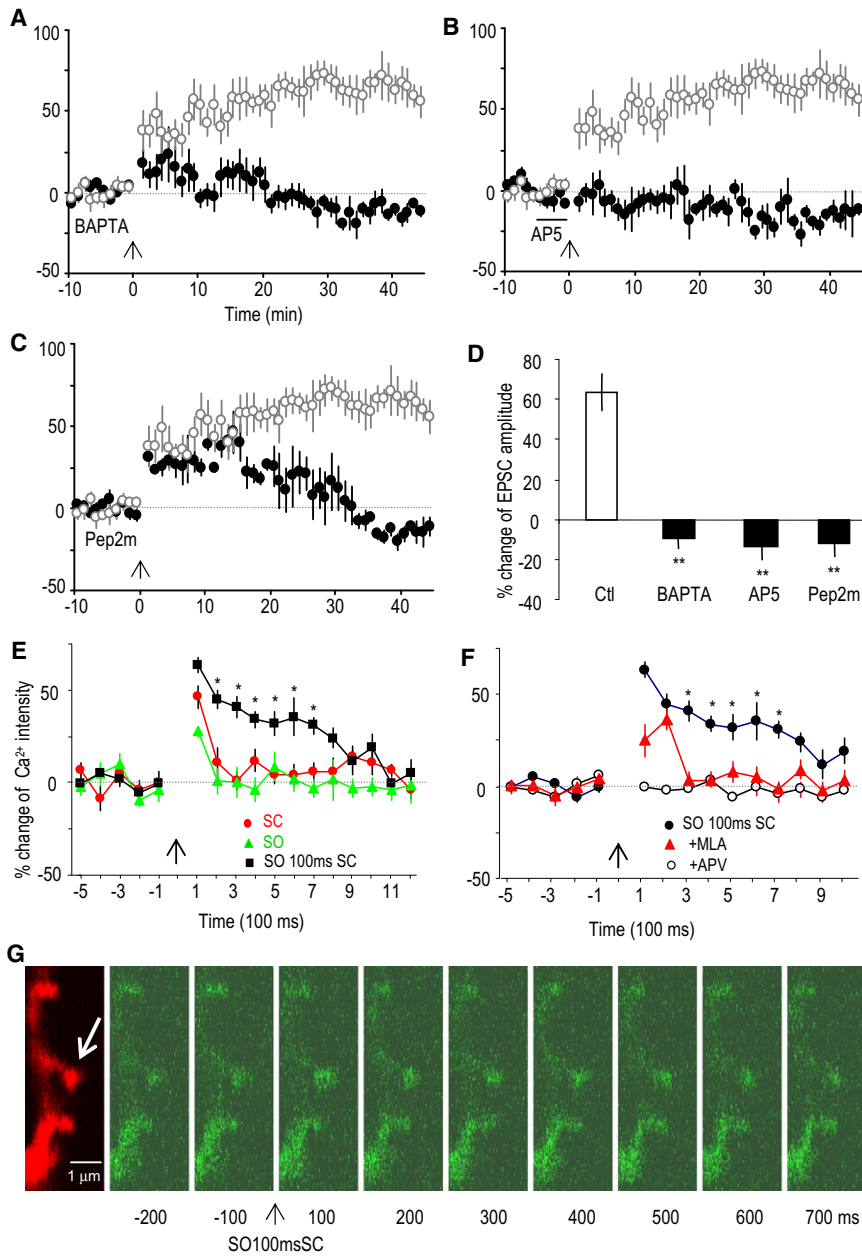 A
100
50
0
-50
BAPTA
-10 0 10 20 30 40
Time (min)
B
100
50
0
-50
AP5
-10 0 10 20 30 40
C
100
50
0
-50
Pep2m
-10 0 10 20 30 40
D
% change of EPSC amplitude
80
60
40
20
0
-20
-40
Ctl BAPTA AP5 Pep2m
** ** **
E
% change of Ca²⁺ intensity
50
0
-50
* * * * * *
SC
SO
SO 100ms SC
-5 -3 -1 1 3 5 7 9 11
Time (100 ms)
F
50
0
-50
* * * * *
SO 100ms SC
+MLA
+APV
-5 -3 -1 1 3 5 7 9
Time (100 ms)
G
1 μm
-200 -100 100 200 300 400 500 600 700 ms
SO100msSC